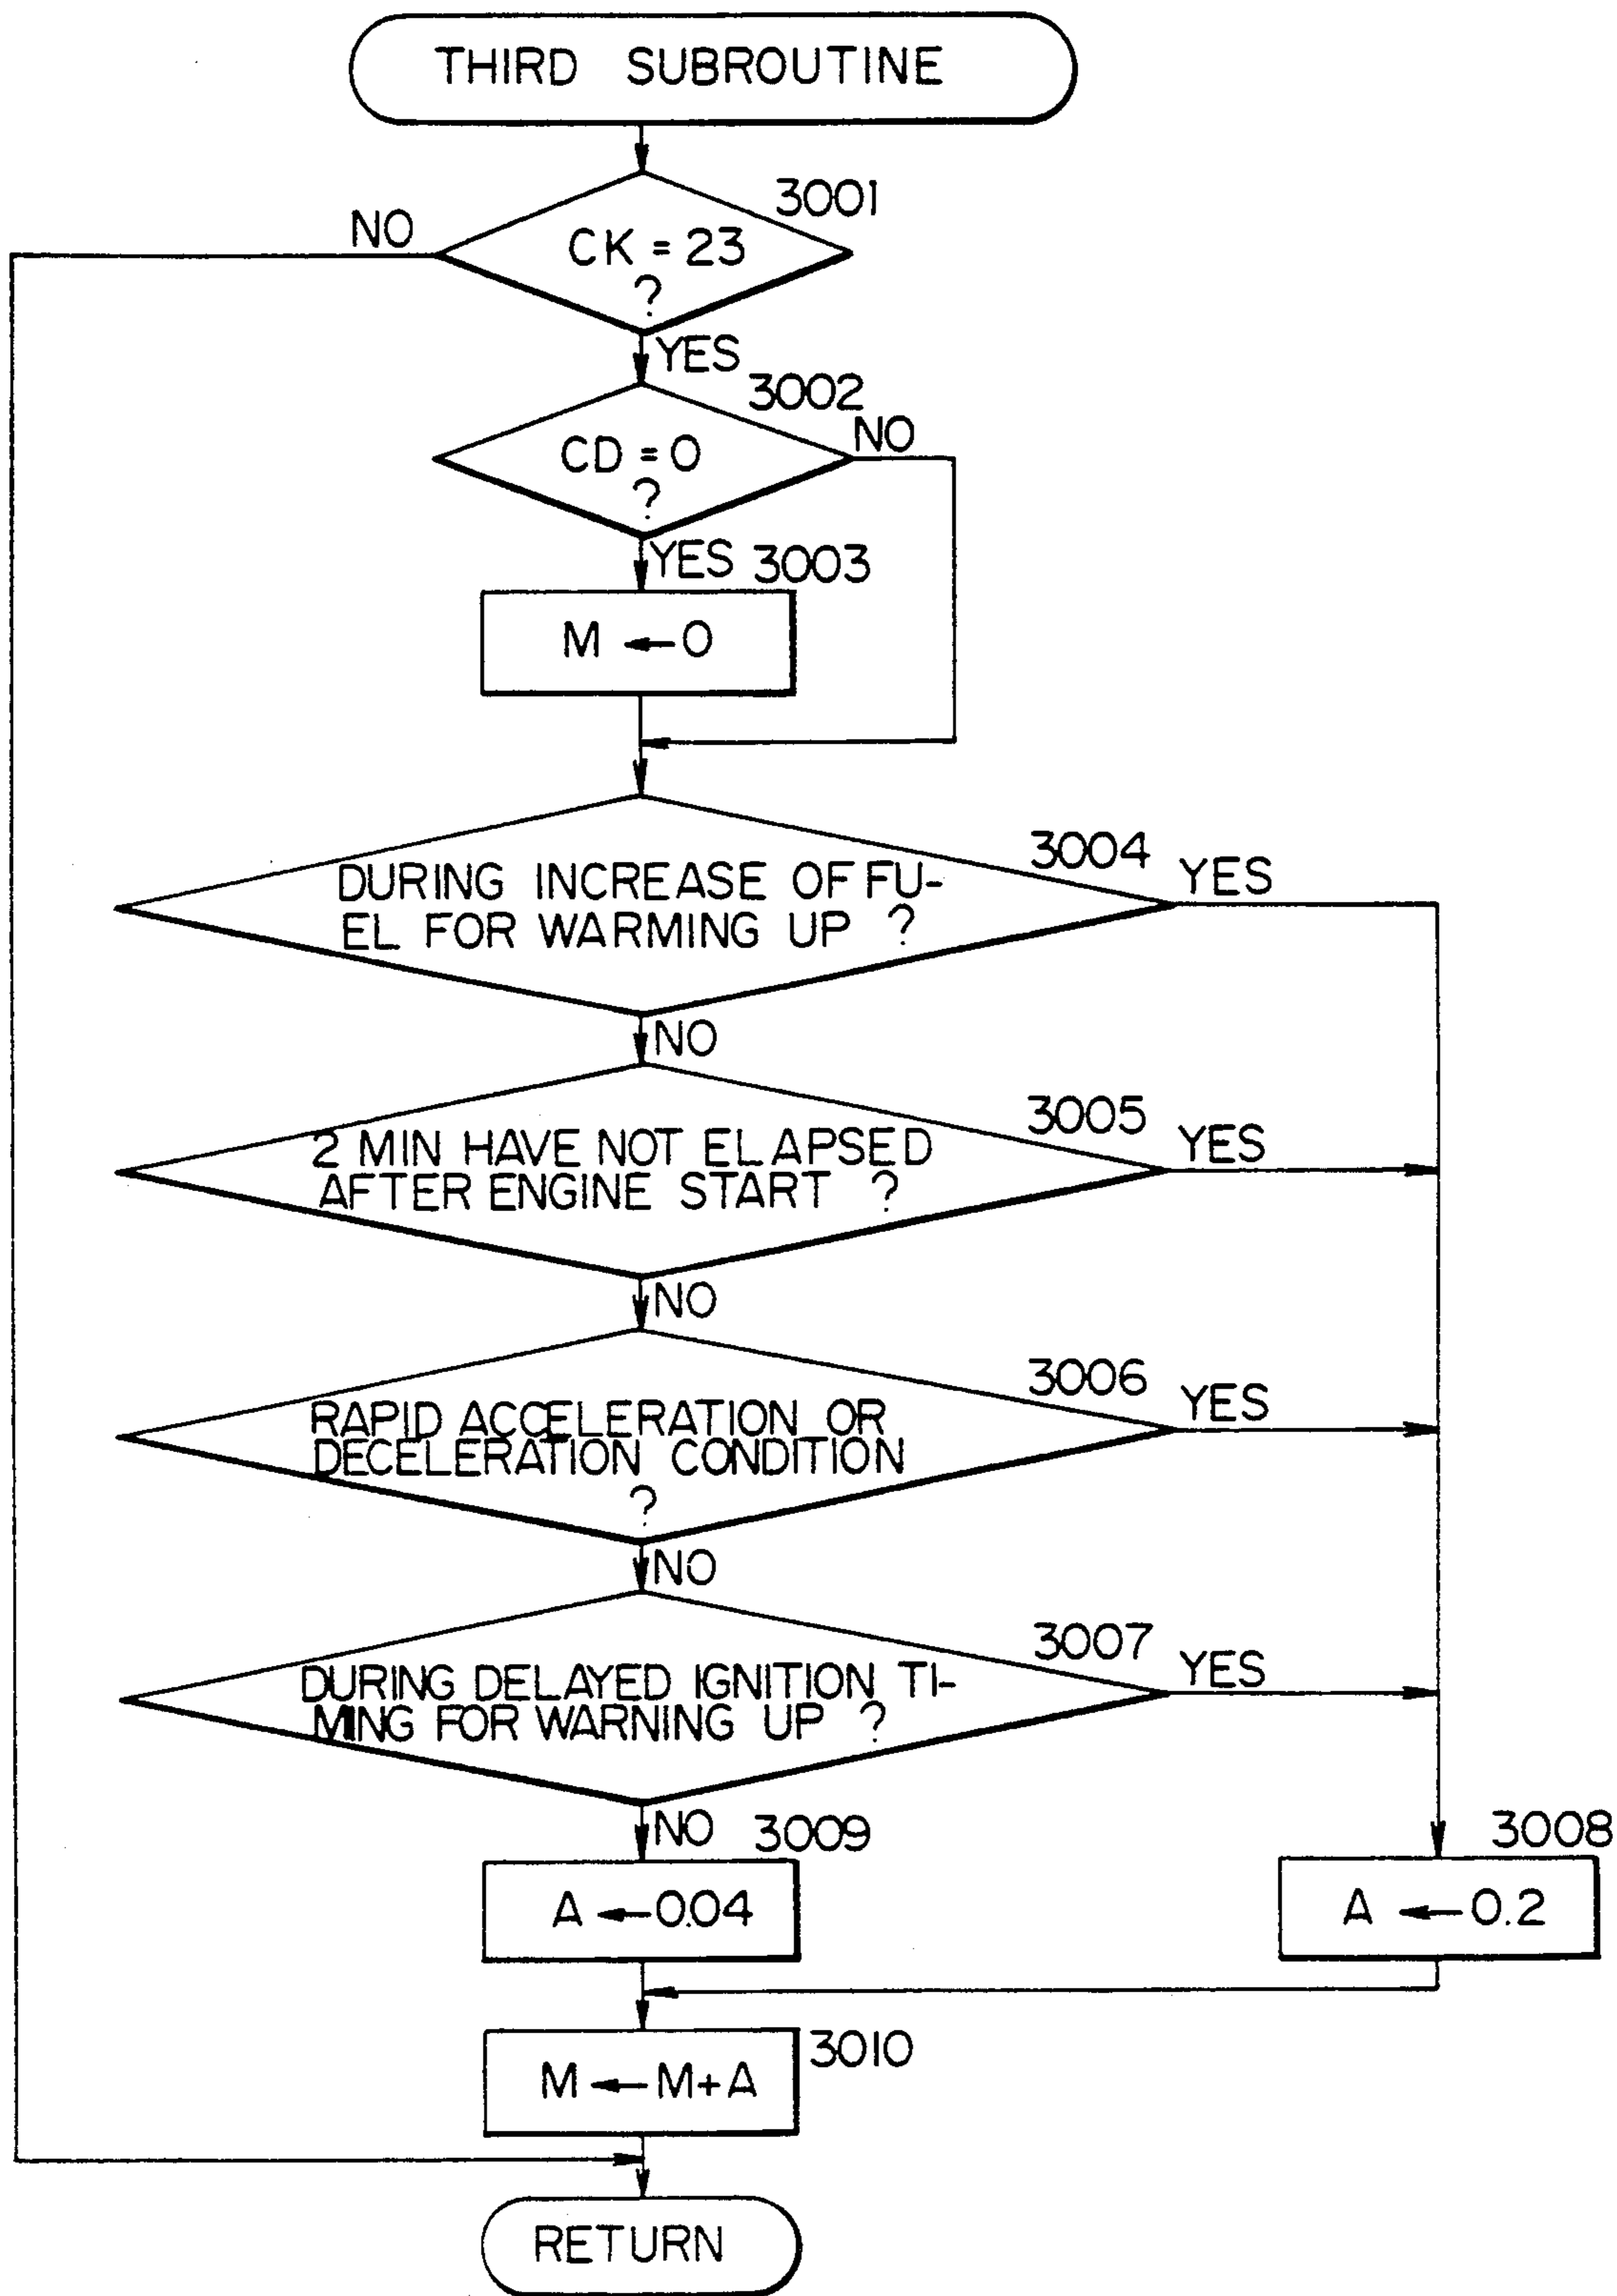 THIRD SUBROUTINE
3001
NO
CK = 23
?
YES
3002
NO
CD = 0
?
YES
3003
M ← 0
3004
YES
DURING INCREASE OF FU-
EL FOR WARMING UP ?
NO
3005
YES
2 MIN HAVE NOT ELAPSED
AFTER ENGINE START ?
NO
3006
YES
RAPID ACCELERATION OR
DECELERATION CONDITION
?
NO
3007
YES
DURING DELAYED IGNITION TI-
MING FOR WARNING UP ?
NO
3009
3008
A ← 0.04
A ← 0.2
3010
M ← M+A
RETURN